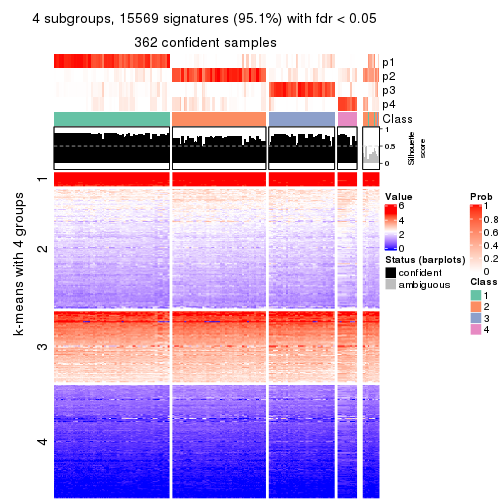 4 subgroups, 15569 signatures (95.1%) with fdr < 0.05
362 confident samples
p1
p2
p3
p4
Class
1
0.5
0
Silhouette
score
k-means with 4 groups
1
2
3
4
Value
6
4
2
0
Status (barplots)
confident
ambiguous
Prob
1
0.8
0.6
0.4
0.2
0
Class
1
2
3
4